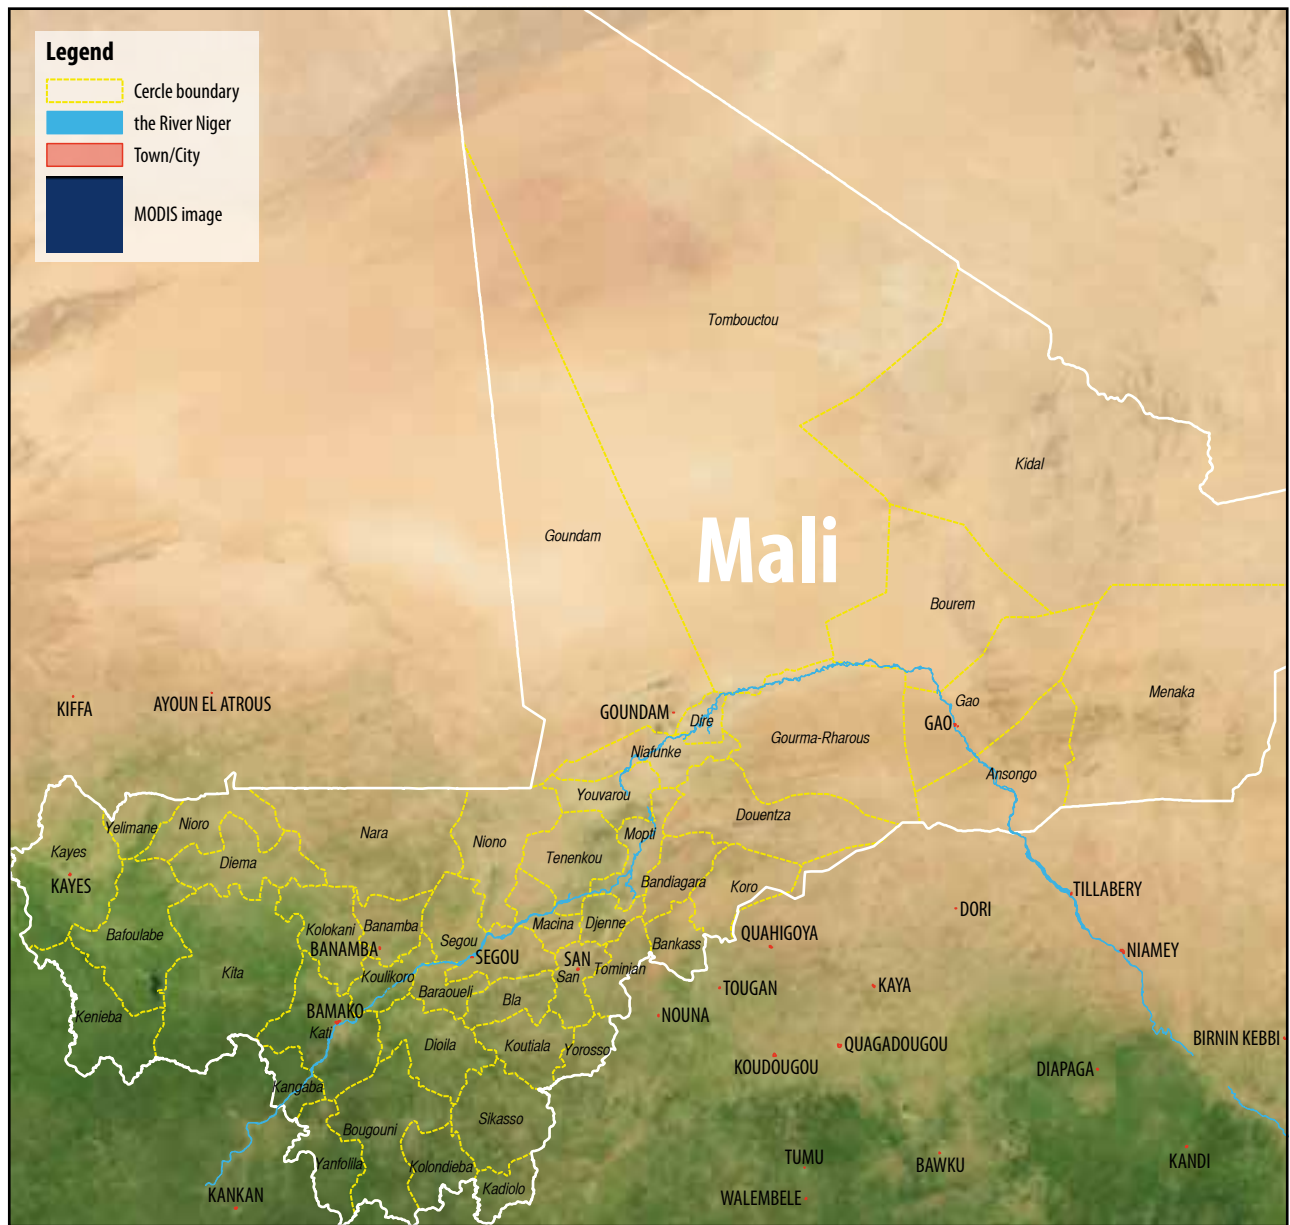 Legend
Cercle boundary
the River Niger
Town/City
MODIS image
Tombouctou
Kidal
Goundam
Mali
Bourem
Menaka
KIFFA
AYOUN EL ATROUS
GOUNDAM
Dire
Gao
GAO
Gourma-Rharous
Niafunke
Ansongo
Youvarou
Douentza
Yelimane
Nioro
Nara
Niono
Mopti
Kayes
Diema
Tenenkou
KAYES
Bandiagara
Koro
TILLABERY
DORI
Bafoulabe
Kolokani
Banamba
Macina
Djenne
BANAMBA
Segou
SEGOU
Bankass
QUAHIGOYA
NIAMEY
SAN
Kita
Koulikoro
San
Tominian
Baraoueli
Bla
TOUGAN
KAYA
Kenieba
BAMAKO
NOUNA
Kati
Dioila
Koutiala
Yorosso
QUAGADOUGOU
BIRNIN KEBBI
KOUDOUGOU
DIAPAGA
Kangaba
Sikasso
Bougouni
Yanfolila
Kolondieba
TUMU
BAWKU
KANDI
Kadiolo
KANKAN
WALEMBELE